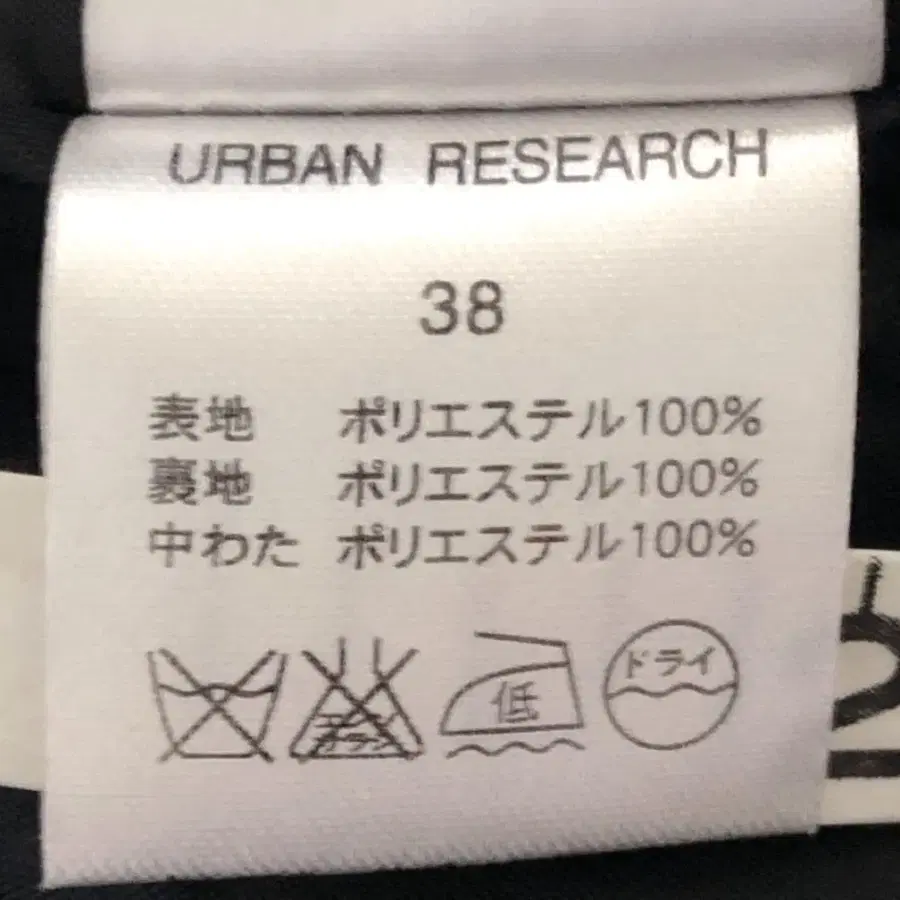 URBAN RESEARCH
38
表地 ポリエステル100%
裏地 ポリエステル100%
中わた ポリエステル100%
低 ドライ